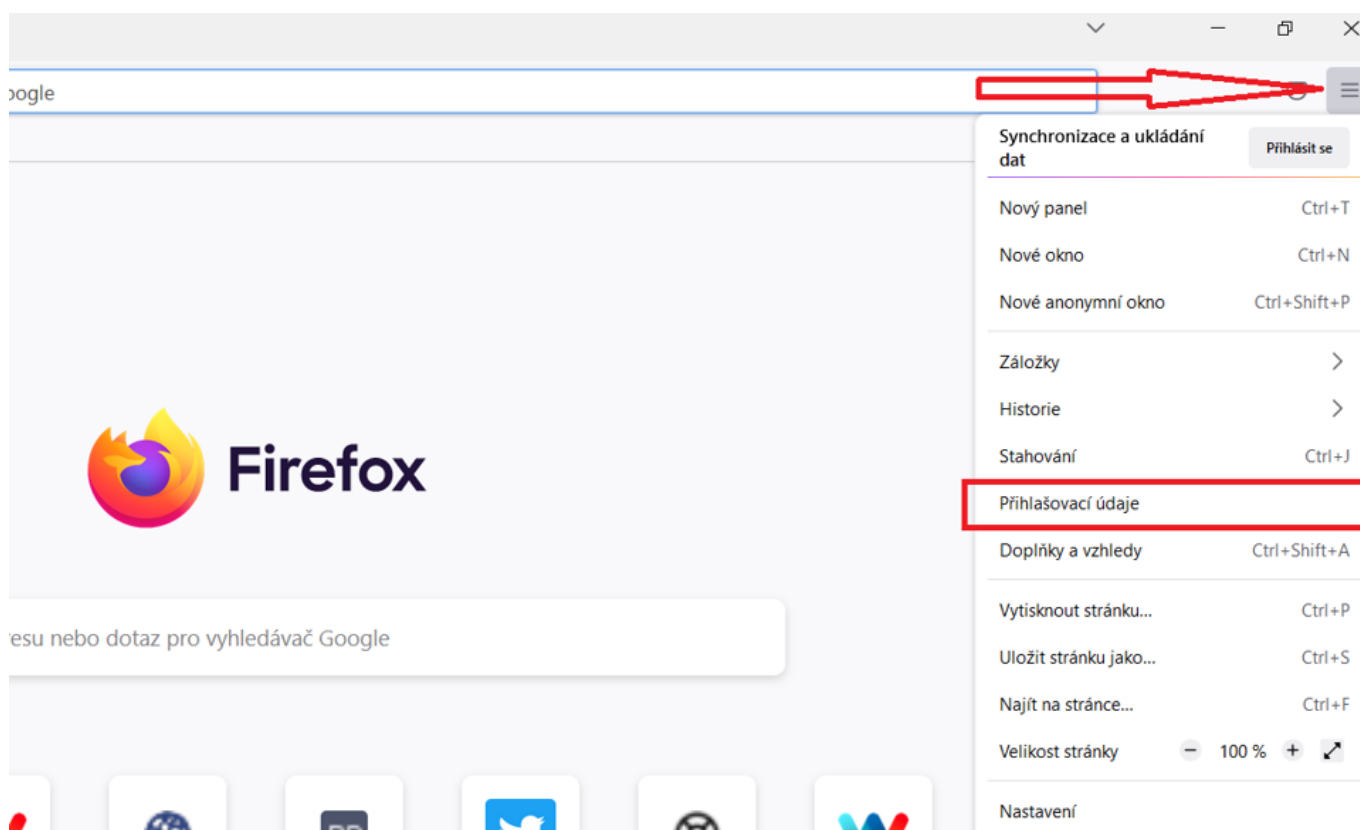 Synchronizace a ukládání
dat
Přihlásit se
Nový panel Ctrl+T
Nové okno Ctrl+N
Nové anonymní okno Ctrl+Shift+P
Záložky
Historie
Stahování Ctrl+J
Přihlašovací údaje
Doplňky a vzhledy Ctrl+Shift+A
Vytisknout stránku... Ctrl+P
Uložit stránku jako... Ctrl+S
Najít na stránce... Ctrl+F
Velikost stránky − 100 % +
Nastavení
Firefox
nebo dotaz pro vyhledávač Google